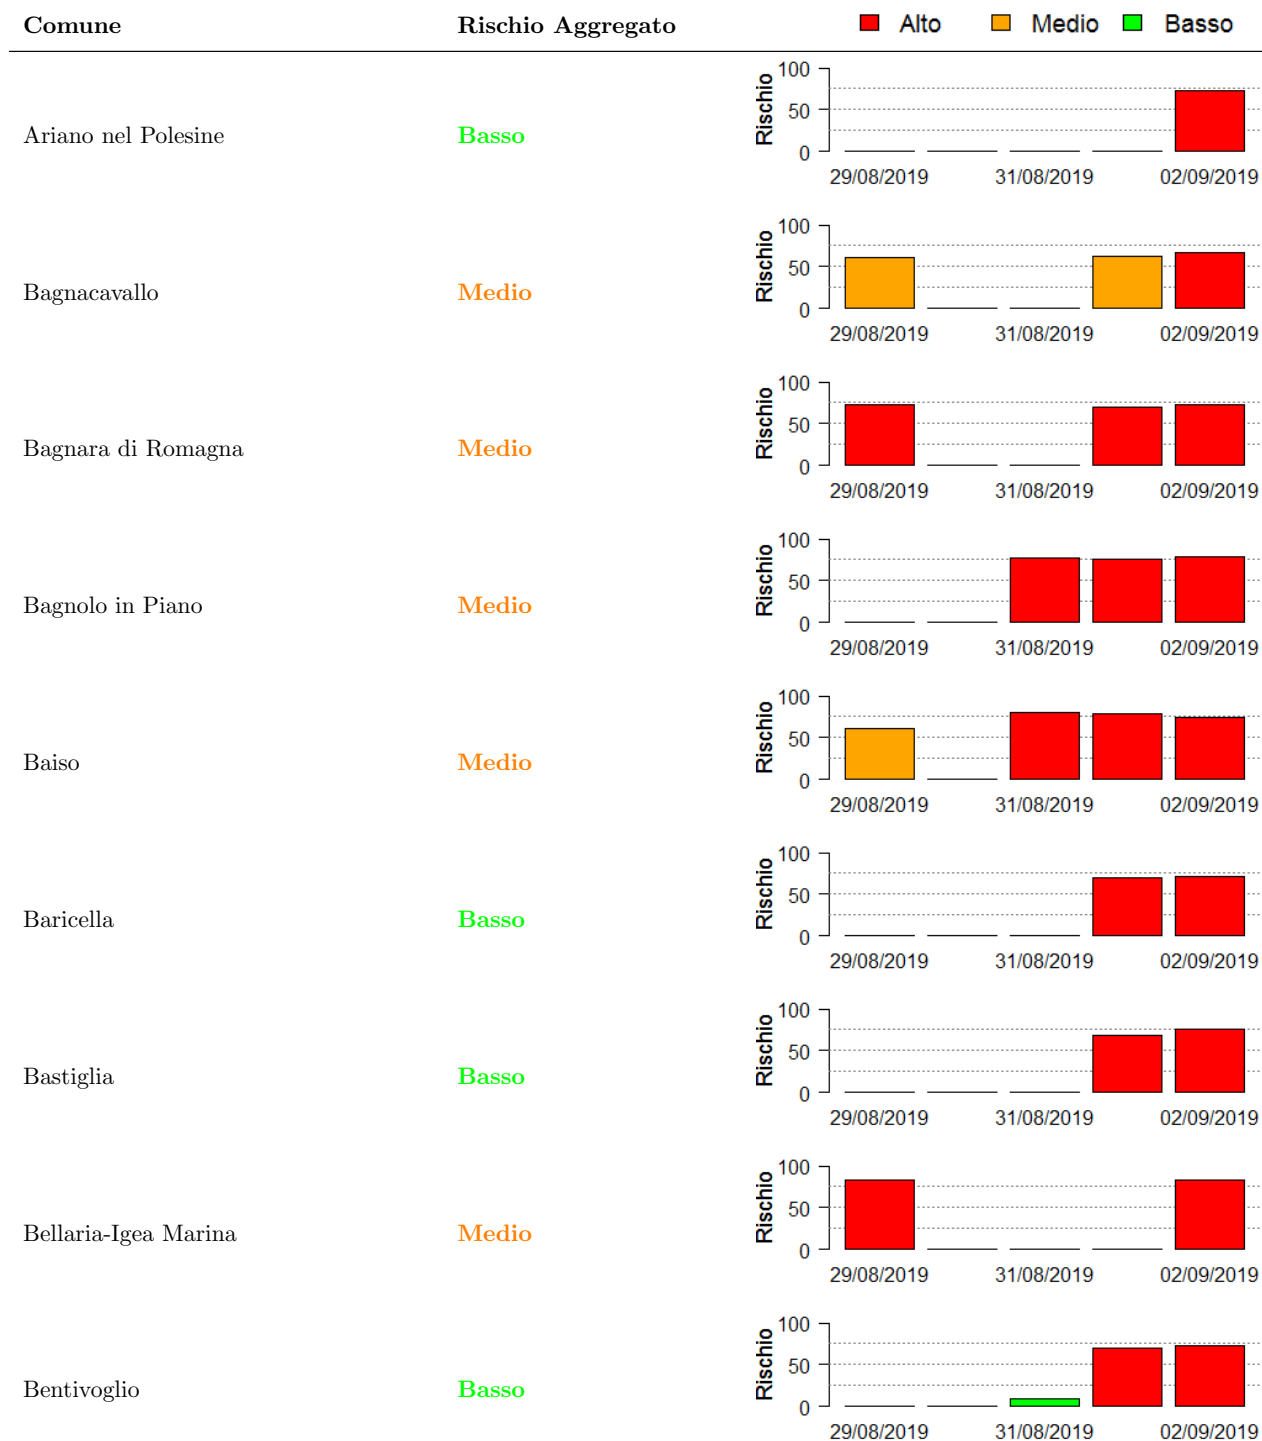 Comune Rischio Aggregato Alto Medio Basso
100
50
0
Rischio
Ariano nel Polesine Basso
29/08/2019 31/08/2019 02/09/2019
100
50
0
Rischio
Bagnacavallo Medio
29/08/2019 31/08/2019 02/09/2019
100
50
0
Rischio
Bagnara di Romagna Medio
29/08/2019 31/08/2019 02/09/2019
100
50
0
Rischio
Bagnolo in Piano Medio
29/08/2019 31/08/2019 02/09/2019
100
50
0
Rischio
Baiso Medio
29/08/2019 31/08/2019 02/09/2019
100
50
0
Rischio
Baricella Basso
29/08/2019 31/08/2019 02/09/2019
100
50
0
Rischio
Bastiglia Basso
29/08/2019 31/08/2019 02/09/2019
100
50
0
Rischio
Bellaria-Igea Marina Medio
29/08/2019 31/08/2019 02/09/2019
100
50
0
Rischio
Bentivoglio Basso
29/08/2019 31/08/2019 02/09/2019